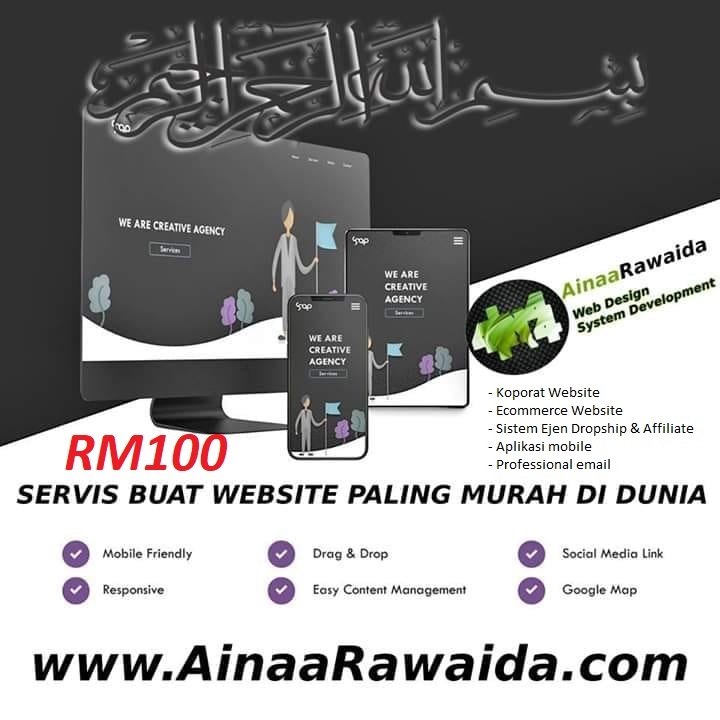 بسم الله الرحمن الرحيم
WE ARE CREATIVE AGENCY
Services
WE ARE
CREATIVE
AGENCY
Services
WE ARE
CREATIVE
AGENCY
Services
AinaaRawaida
Web Design
System Development
- Koporat Website
- Ecommerce Website
- Sistem Ejen Dropship & Affiliate
- Aplikasi mobile
- Professional email
RM100
SERVIS BUAT WEBSITE PALING MURAH DI DUNIA
Mobile Friendly
Drag & Drop
Social Media Link
Responsive
Easy Content Management
Google Map
www.AinaaRawaida.com